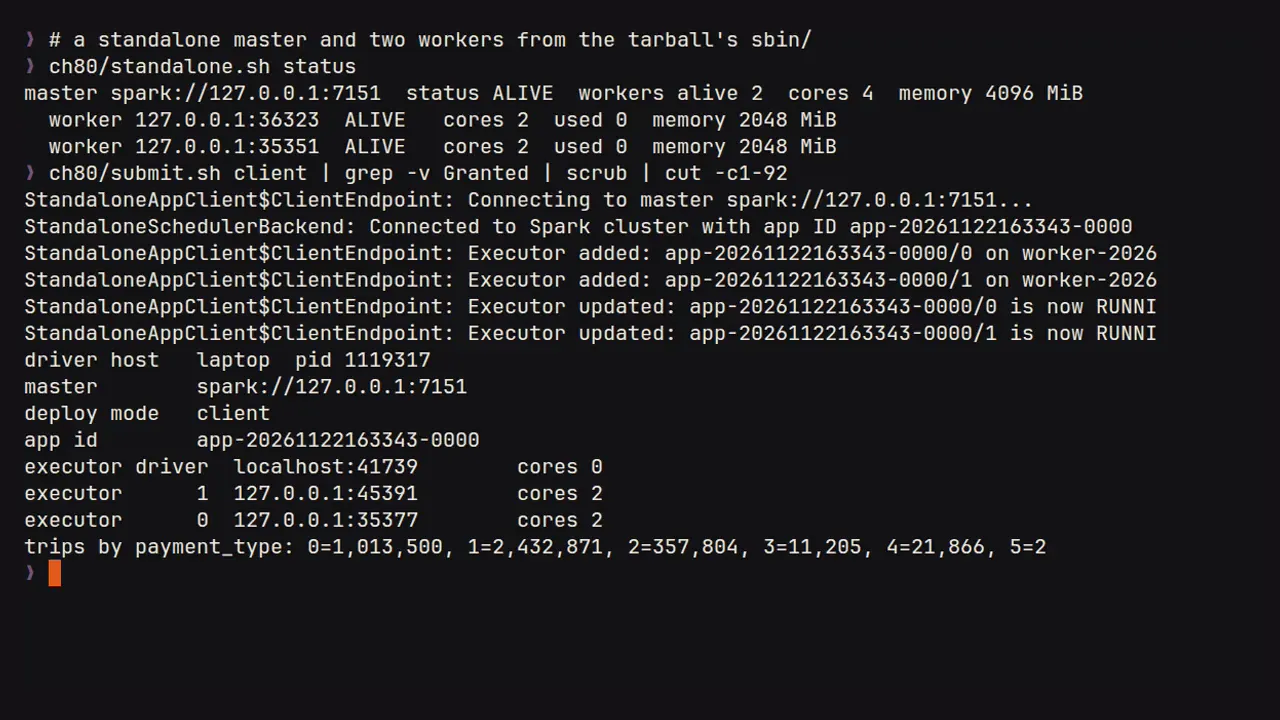 ❯ # a standalone master and two workers from the tarball's sbin/
❯ ch80/standalone.sh status
master spark://127.0.0.1:7151  status ALIVE  workers alive 2  cores 4  memory 4096 MiB
  worker 127.0.0.1:36323  ALIVE   cores 2  used 0  memory 2048 MiB
  worker 127.0.0.1:35351  ALIVE   cores 2  used 0  memory 2048 MiB
❯ ch80/submit.sh client | grep -v Granted | scrub | cut -c1-92
StandaloneAppClient$ClientEndpoint: Connecting to master spark://127.0.0.1:7151...
StandaloneSchedulerBackend: Connected to Spark cluster with app ID app-20261122163343-0000
StandaloneAppClient$ClientEndpoint: Executor added: app-20261122163343-0000/0 on worker-2026
StandaloneAppClient$ClientEndpoint: Executor added: app-20261122163343-0000/1 on worker-2026
StandaloneAppClient$ClientEndpoint: Executor updated: app-20261122163343-0000/0 is now RUNNI
StandaloneAppClient$ClientEndpoint: Executor updated: app-20261122163343-0000/1 is now RUNNI
driver host   laptop  pid 1119317
master        spark://127.0.0.1:7151
deploy mode   client
app id        app-20261122163343-0000
executor driver  localhost:41739        cores 0
executor      1  127.0.0.1:45391        cores 2
executor      0  127.0.0.1:35377        cores 2
trips by payment_type: 0=1,013,500, 1=2,432,871, 2=357,804, 3=11,205, 4=21,866, 5=2
❯